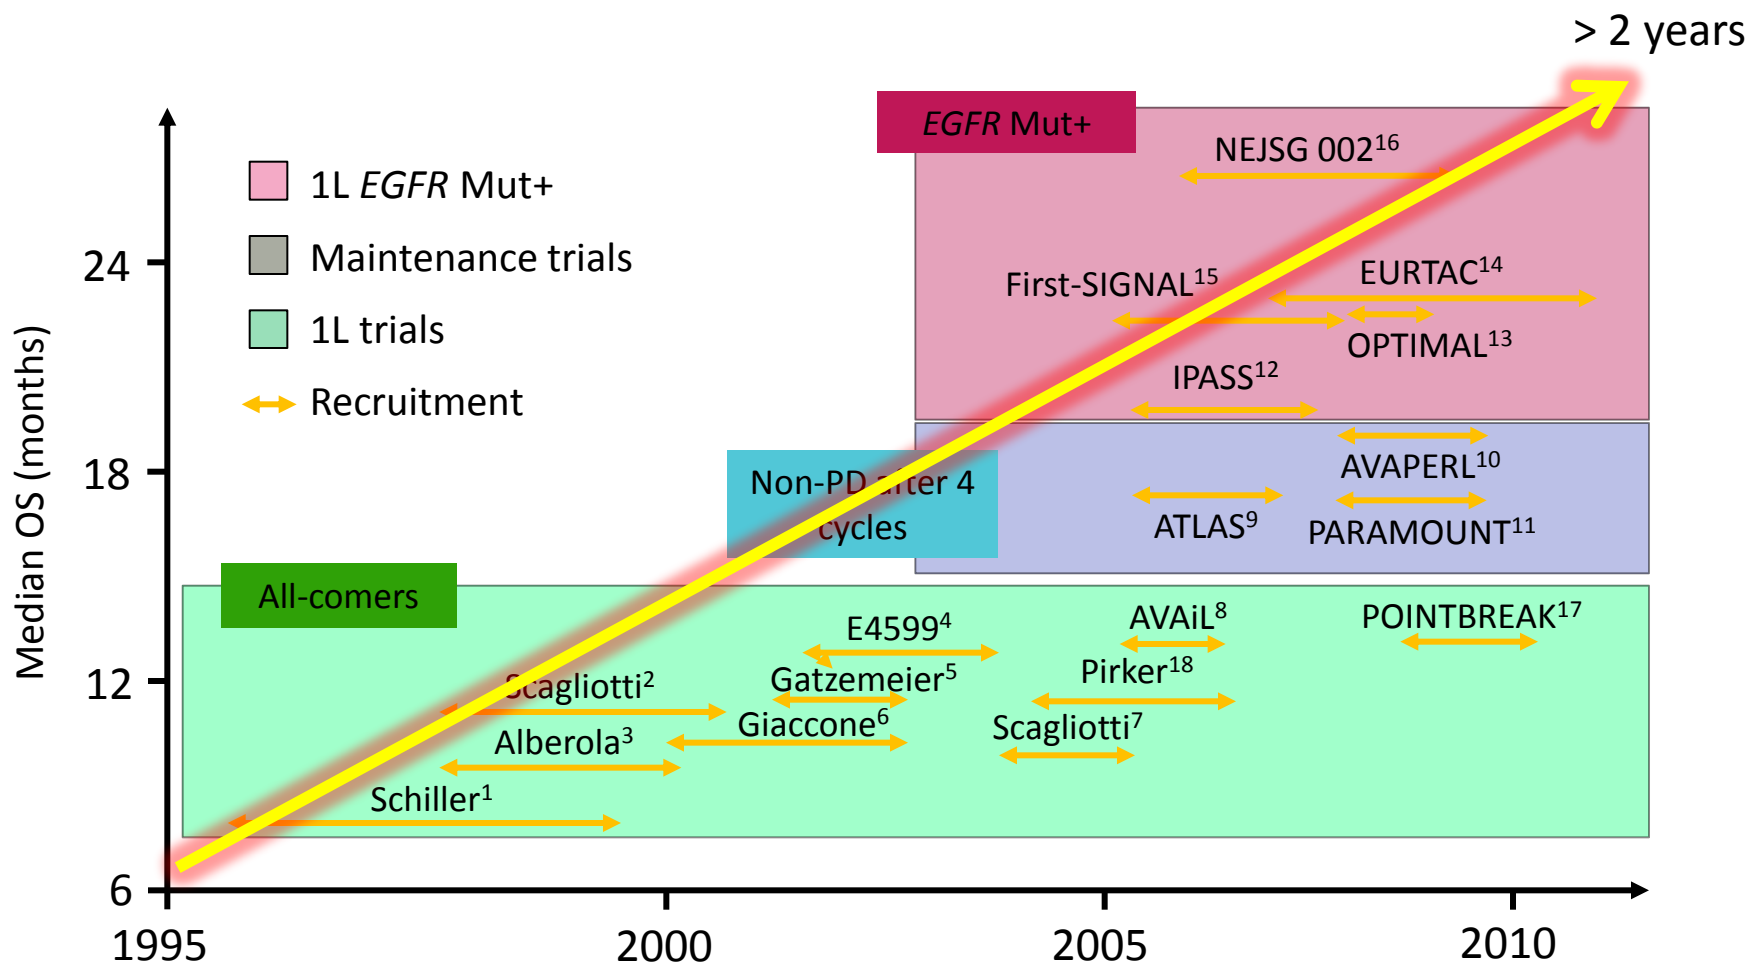 > 2 years
EGFR Mut+
NEJSG 002¹⁶
1L EGFR Mut+
Maintenance trials
1L trials
Recruitment
24
First-SIGNAL¹⁵
EURTAC¹⁴
OPTIMAL¹³
IPASS¹²
Median OS (months)
18
Non-PD after 4
cycles
AVAPERL¹⁰
ATLAS⁹
PARAMOUNT¹¹
All-comers
E4599⁴
AVAiL⁸
POINTBREAK¹⁷
12
Scagliotti²
Gatzemeier⁵
Pirker¹⁸
Alberola³
Giaccone⁶
Scagliotti⁷
Schiller¹
6
1995
2000
2005
2010